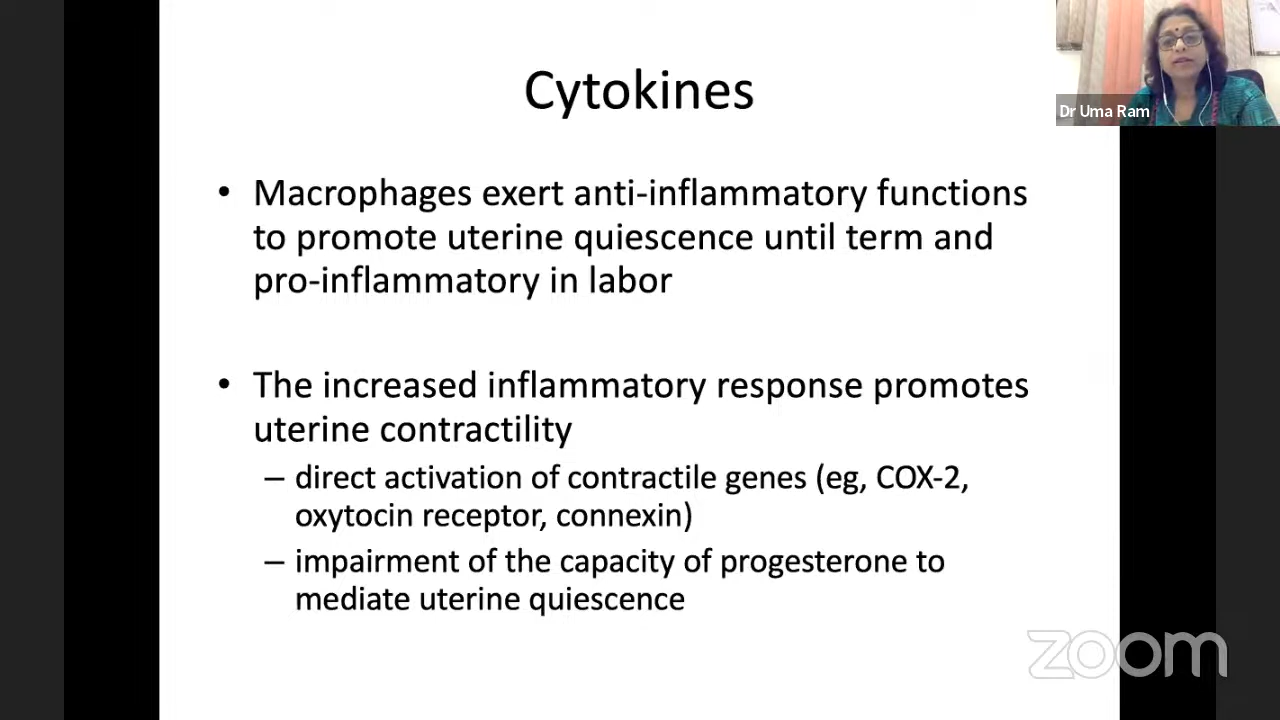 Cytokines
Dr Uma Ram
• Macrophages exert anti-inflammatory functions
to promote uterine quiescence until term and
pro-inflammatory in labor
• The increased inflammatory response promotes
uterine contractility
– direct activation of contractile genes (eg, COX-2,
oxytocin receptor, connexin)
– impairment of the capacity of progesterone to
mediate uterine quiescence
zoom